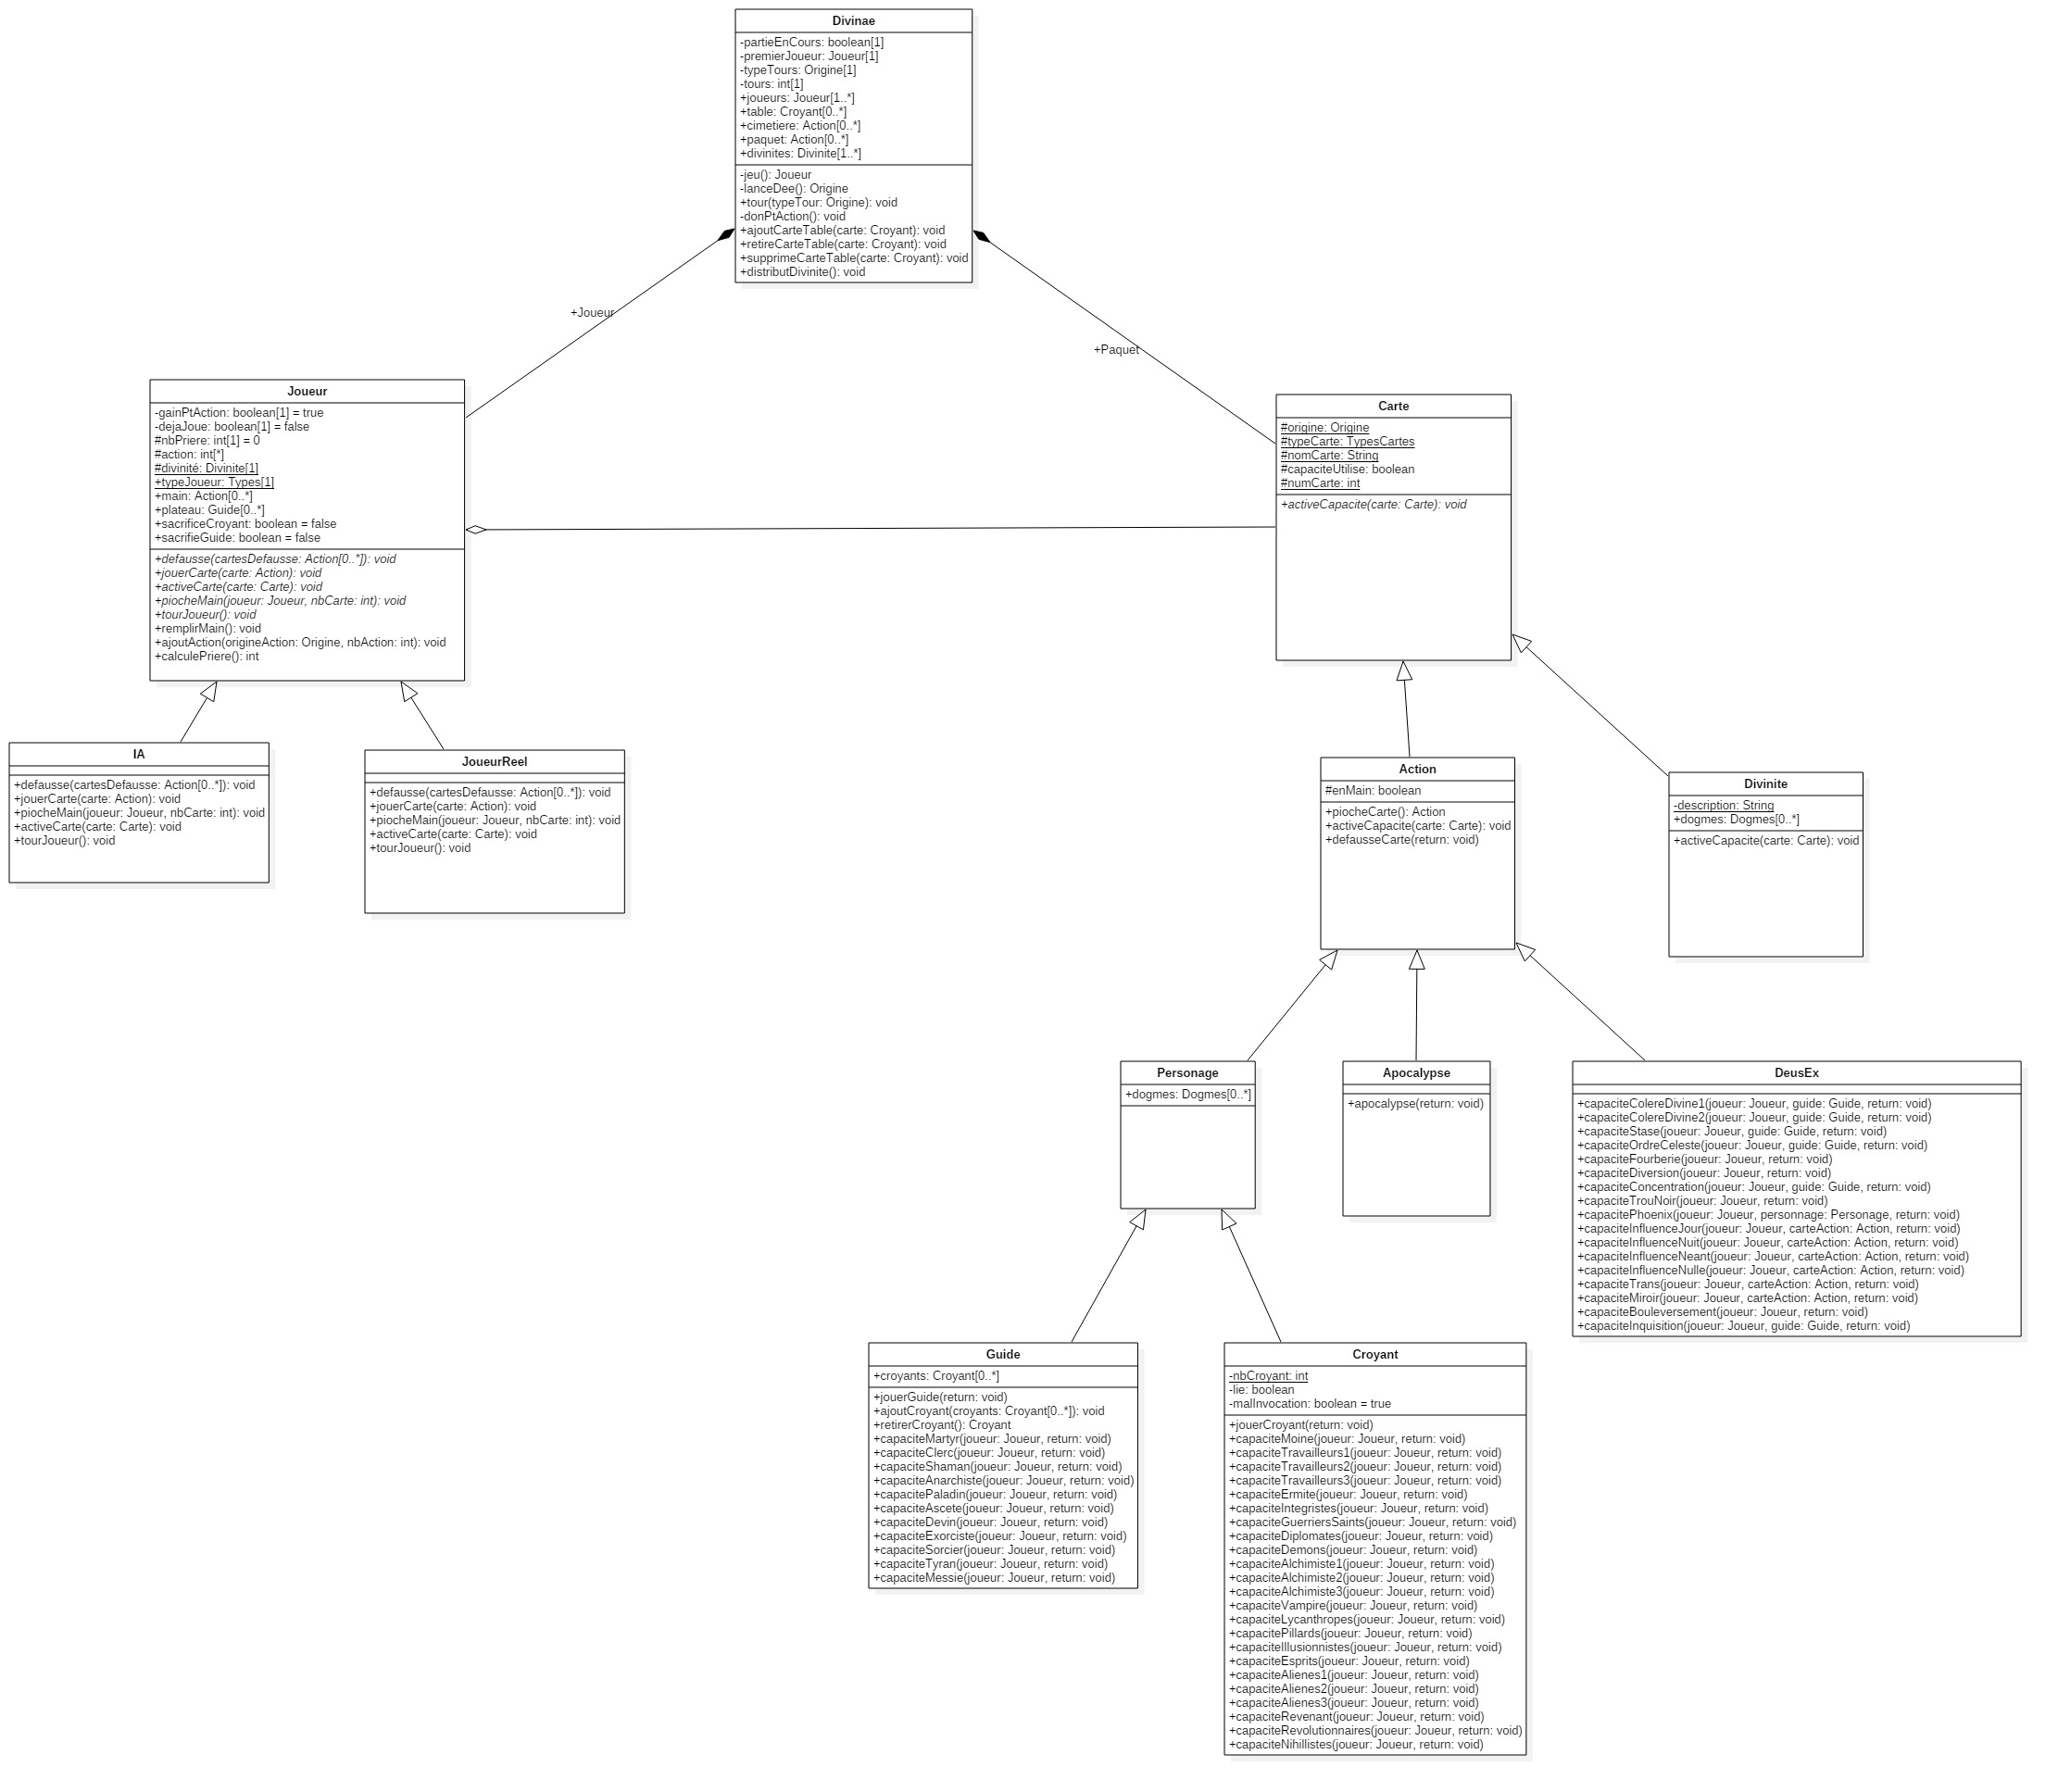 Divinae
-partieEnCours: boolean[1]
-premierJoueur: Joueur[1]
-typeTours: Origine[1]
-tours: int[1]
+joueurs: Joueur[1..*]
+table: Croyant[0..*]
+cimetiere: Action[0..*]
+paquet: Action[0..*]
+divinites: Divinite[1..*]
-jeu(): Joueur
-lanceDee(): Origine
+tour(typeTour: Origine): void
-donPtAction(): void
+ajoutCarteTable(carte: Croyant): void
+retireCarteTable(carte: Croyant): void
+supprimeCarteTable(carte: Croyant): void
+distributDivinite(): void
+Joueur
+Paquet
Joueur
-gainPtAction: boolean[1] = true
-dejaJoue: boolean[1] = false
#nbPriere: int[1] = 0
#action: int[*]
#divinité: Divinite[1]
+typeJoueur: Types[1]
+main: Action[0..*]
+plateau: Guide[0..*]
+sacrificeCroyant: boolean = false
+sacrifieGuide: boolean = false
+defausse(cartesDefausse: Action[0..*]): void
+jouerCarte(carte: Action): void
+activeCarte(carte: Carte): void
+piocheMain(joueur: Joueur, nbCarte: int): void
+tourJoueur(): void
+remplirMain(): void
+ajoutAction(origineAction: Origine, nbAction: int): void
+calculePriere(): int
Carte
#origine: Origine
#typeCarte: TypesCartes
#nomCarte: String
#capaciteUtilise: boolean
#numCarte: int
+activeCapacite(carte: Carte): void
IA
+defausse(cartesDefausse: Action[0..*]): void
+jouerCarte(carte: Action): void
+piocheMain(joueur: Joueur, nbCarte: int): void
+activeCarte(carte: Carte): void
+tourJoueur(): void
JoueurReel
+defausse(cartesDefausse: Action[0..*]): void
+jouerCarte(carte: Action): void
+piocheMain(joueur: Joueur, nbCarte: int): void
+activeCarte(carte: Carte): void
+tourJoueur(): void
Action
#enMain: boolean
+piocheCarte(): Action
+activeCapacite(carte: Carte): void
+defausseCarte(return: void)
Divinite
-description: String
+dogmes: Dogmes[0..*]
+activeCapacite(carte: Carte): void
Personage
+dogmes: Dogmes[0..*]
Apocalypse
+apocalypse(return: void)
DeusEx
+capaciteColereDivine1(joueur: Joueur, guide: Guide, return: void)
+capaciteColereDivine2(joueur: Joueur, guide: Guide, return: void)
+capaciteStase(joueur: Joueur, guide: Guide, return: void)
+capaciteOrdreCeleste(joueur: Joueur, guide: Guide, return: void)
+capaciteFourberie(joueur: Joueur, return: void)
+capaciteDiversion(joueur: Joueur, return: void)
+capaciteConcentration(joueur: Joueur, guide: Guide, return: void)
+capaciteTrouNoir(joueur: Joueur, return: void)
+capacitePhoenix(joueur: Joueur, personnage: Personage, return: void)
+capaciteInfluenceJour(joueur: Joueur, carteAction: Action, return: void)
+capaciteInfluenceNuit(joueur: Joueur, carteAction: Action, return: void)
+capaciteInfluenceNeant(joueur: Joueur, carteAction: Action, return: void)
+capaciteInfluenceNulle(joueur: Joueur, carteAction: Action, return: void)
+capaciteTrans(joueur: Joueur, carteAction: Action, return: void)
+capaciteMiroir(joueur: Joueur, carteAction: Action, return: void)
+capaciteBouleversement(joueur: Joueur, return: void)
+capaciteInquisition(joueur: Joueur, guide: Guide, return: void)
Guide
+croyants: Croyant[0..*]
+jouerGuide(return: void)
+ajoutCroyant(croyants: Croyant[0..*]): void
+retirerCroyant(): Croyant
+capaciteMartyr(joueur: Joueur, return: void)
+capaciteClerc(joueur: Joueur, return: void)
+capaciteShaman(joueur: Joueur, return: void)
+capaciteAnarchiste(joueur: Joueur, return: void)
+capacitePaladin(joueur: Joueur, return: void)
+capaciteAscete(joueur: Joueur, return: void)
+capaciteDevin(joueur: Joueur, return: void)
+capaciteExorciste(joueur: Joueur, return: void)
+capaciteSorcier(joueur: Joueur, return: void)
+capaciteTyran(joueur: Joueur, return: void)
+capaciteMessie(joueur: Joueur, return: void)
Croyant
-nbCroyant: int
-lie: boolean
-malInvocation: boolean = true
+jouerCroyant(return: void)
+capaciteMoine(joueur: Joueur, return: void)
+capaciteTravailleurs1(joueur: Joueur, return: void)
+capaciteTravailleurs2(joueur: Joueur, return: void)
+capaciteTravailleurs3(joueur: Joueur, return: void)
+capaciteErmite(joueur: Joueur, return: void)
+capaciteIntegristes(joueur: Joueur, return: void)
+capaciteGuerriersSaints(joueur: Joueur, return: void)
+capaciteDiplomates(joueur: Joueur, return: void)
+capaciteDemons(joueur: Joueur, return: void)
+capaciteAlchimiste1(joueur: Joueur, return: void)
+capaciteAlchimiste2(joueur: Joueur, return: void)
+capaciteAlchimiste3(joueur: Joueur, return: void)
+capaciteVampire(joueur: Joueur, return: void)
+capaciteLycanthropes(joueur: Joueur, return: void)
+capacitePillards(joueur: Joueur, return: void)
+capaciteIllusionnistes(joueur: Joueur, return: void)
+capaciteEsprits(joueur: Joueur, return: void)
+capaciteAlienes1(joueur: Joueur, return: void)
+capaciteAlienes2(joueur: Joueur, return: void)
+capaciteAlienes3(joueur: Joueur, return: void)
+capaciteRevenant(joueur: Joueur, return: void)
+capaciteRevolutionnaires(joueur: Joueur, return: void)
+capaciteNihillistes(joueur: Joueur, return: void)